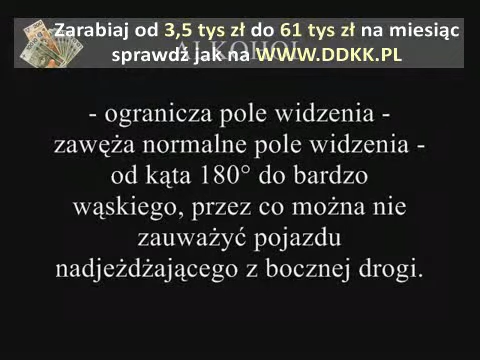 Zarabiaj od 3,5 tys zł do 61 tys zł na miesiąc
sprawdź jak na WWW.DDKK.PL
ALKOHOL
- ogranicza pole widzenia -
zawęża normalne pole widzenia -
od kąta 180° do bardzo
wąskiego, przez co można nie
zauważyć pojazdu
nadjeżdżającego z bocznej drogi.